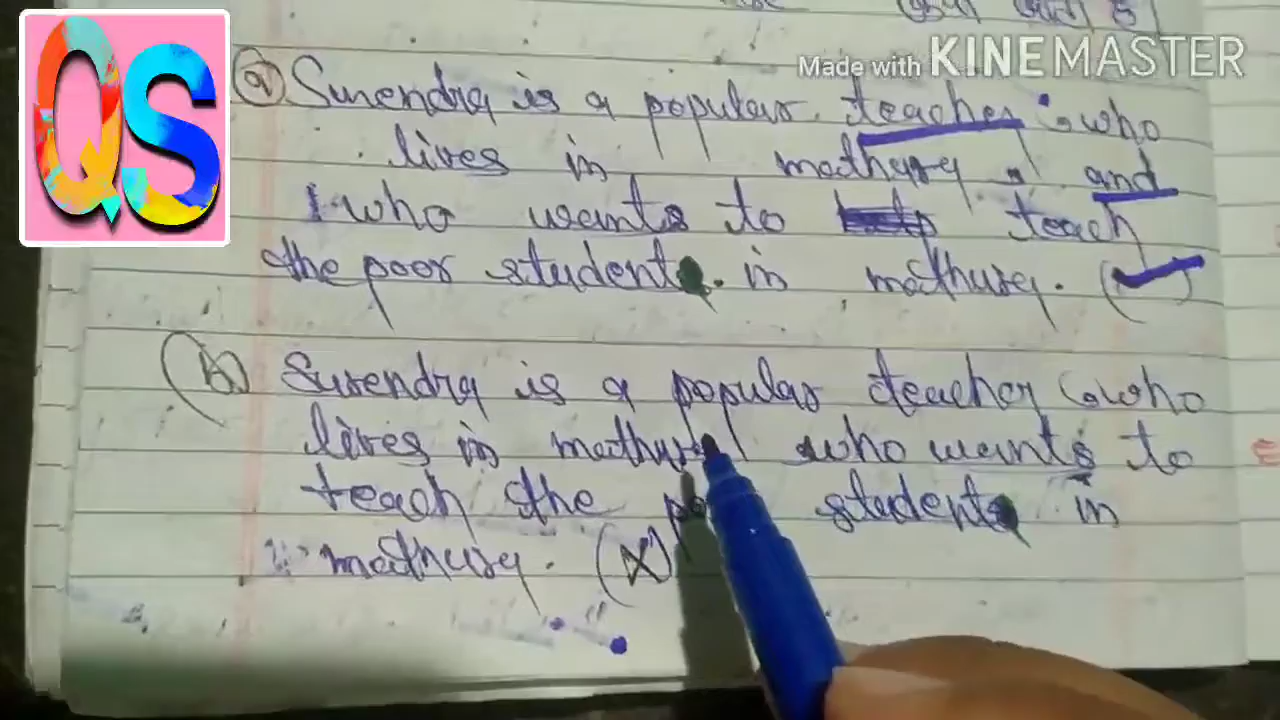 QS
Made with KINEMASTER
(a) Surendra is a popular teacher who
lives in mathura and
who wants to teach
the poor students in mathura. (✓)
(b) Surendra is a popular teacher who
lives in mathura who wants to
teach the students in
mathura. (X)